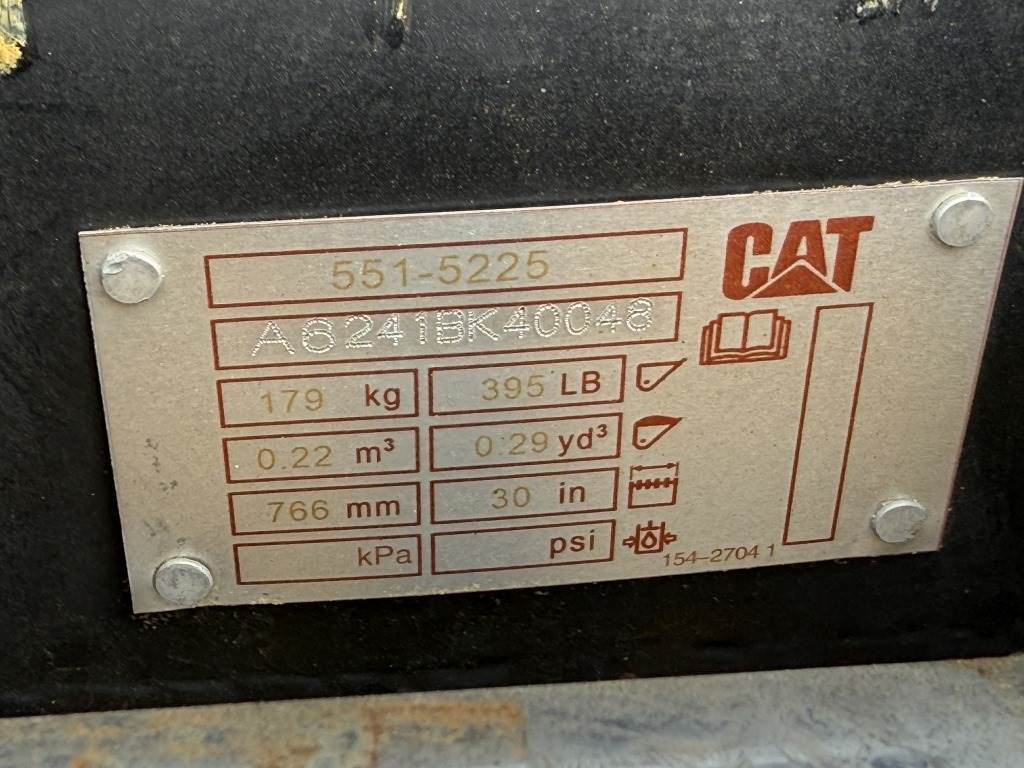 CAT
551-5225
A6241BK40048
179 kg 395 LB
0.22 m³ 0.29 yd³
766 mm 30 in
kPa psi
154-2704 1